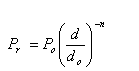 P_r = P_o (d / d_o)^{-n}